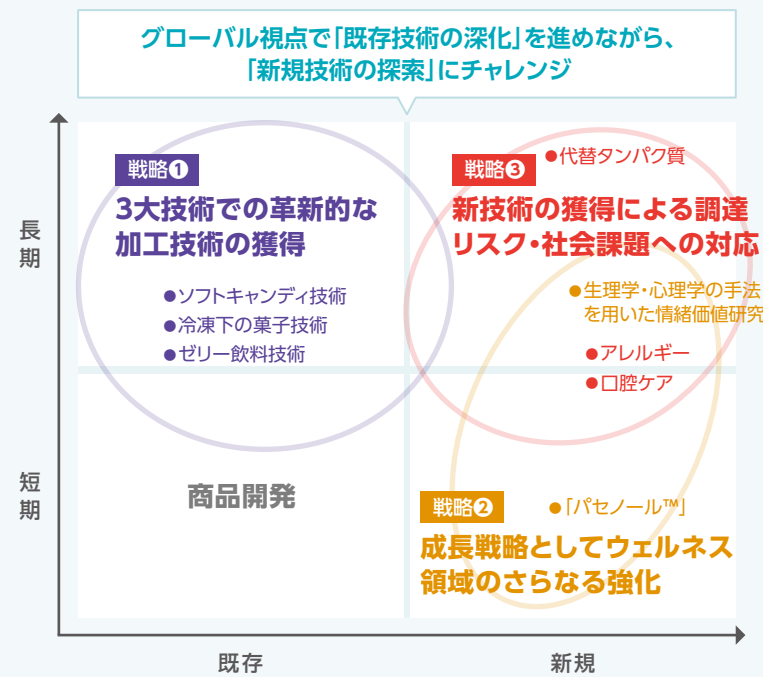 グローバル視点で「既存技術の深化」を進めながら、
「新規技術の探索」にチャレンジ
長期
短期
戦略❶
3大技術での革新的な
加工技術の獲得
●ソフトキャンディ技術
●冷凍下の菓子技術
●ゼリー飲料技術
戦略❸
●代替タンパク質
新技術の獲得による調達
リスク・社会課題への対応
●生理学・心理学の手法
を用いた情緒価値研究
●アレルギー
●口腔ケア
商品開発
戦略❷
●「パセノール™」
成長戦略としてウェルネス
領域のさらなる強化
既存
新規